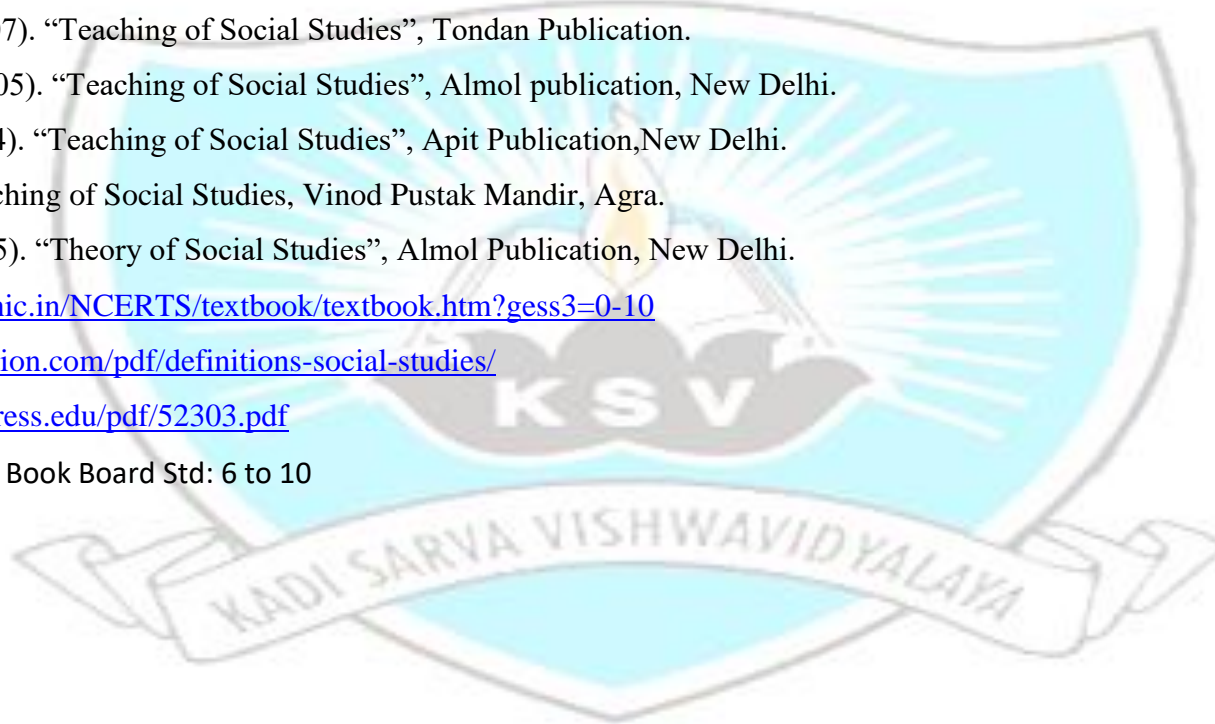 07). “Teaching of Social Studies”, Tondan Publication.
05). “Teaching of Social Studies”, Almol publication, New Delhi.
4). “Teaching of Social Studies”, Apit Publication,New Delhi.
ching of Social Studies, Vinod Pustak Mandir, Agra.
5). “Theory of Social Studies”, Almol Publication, New Delhi.
nic.in/NCERTS/textbook/textbook.htm?gess3=0-10
ion.com/pdf/definitions-social-studies/
ress.edu/pdf/52303.pdf
Book Board Std: 6 to 10
KSV
KADI SARVA VISHWAVIDYALAYA